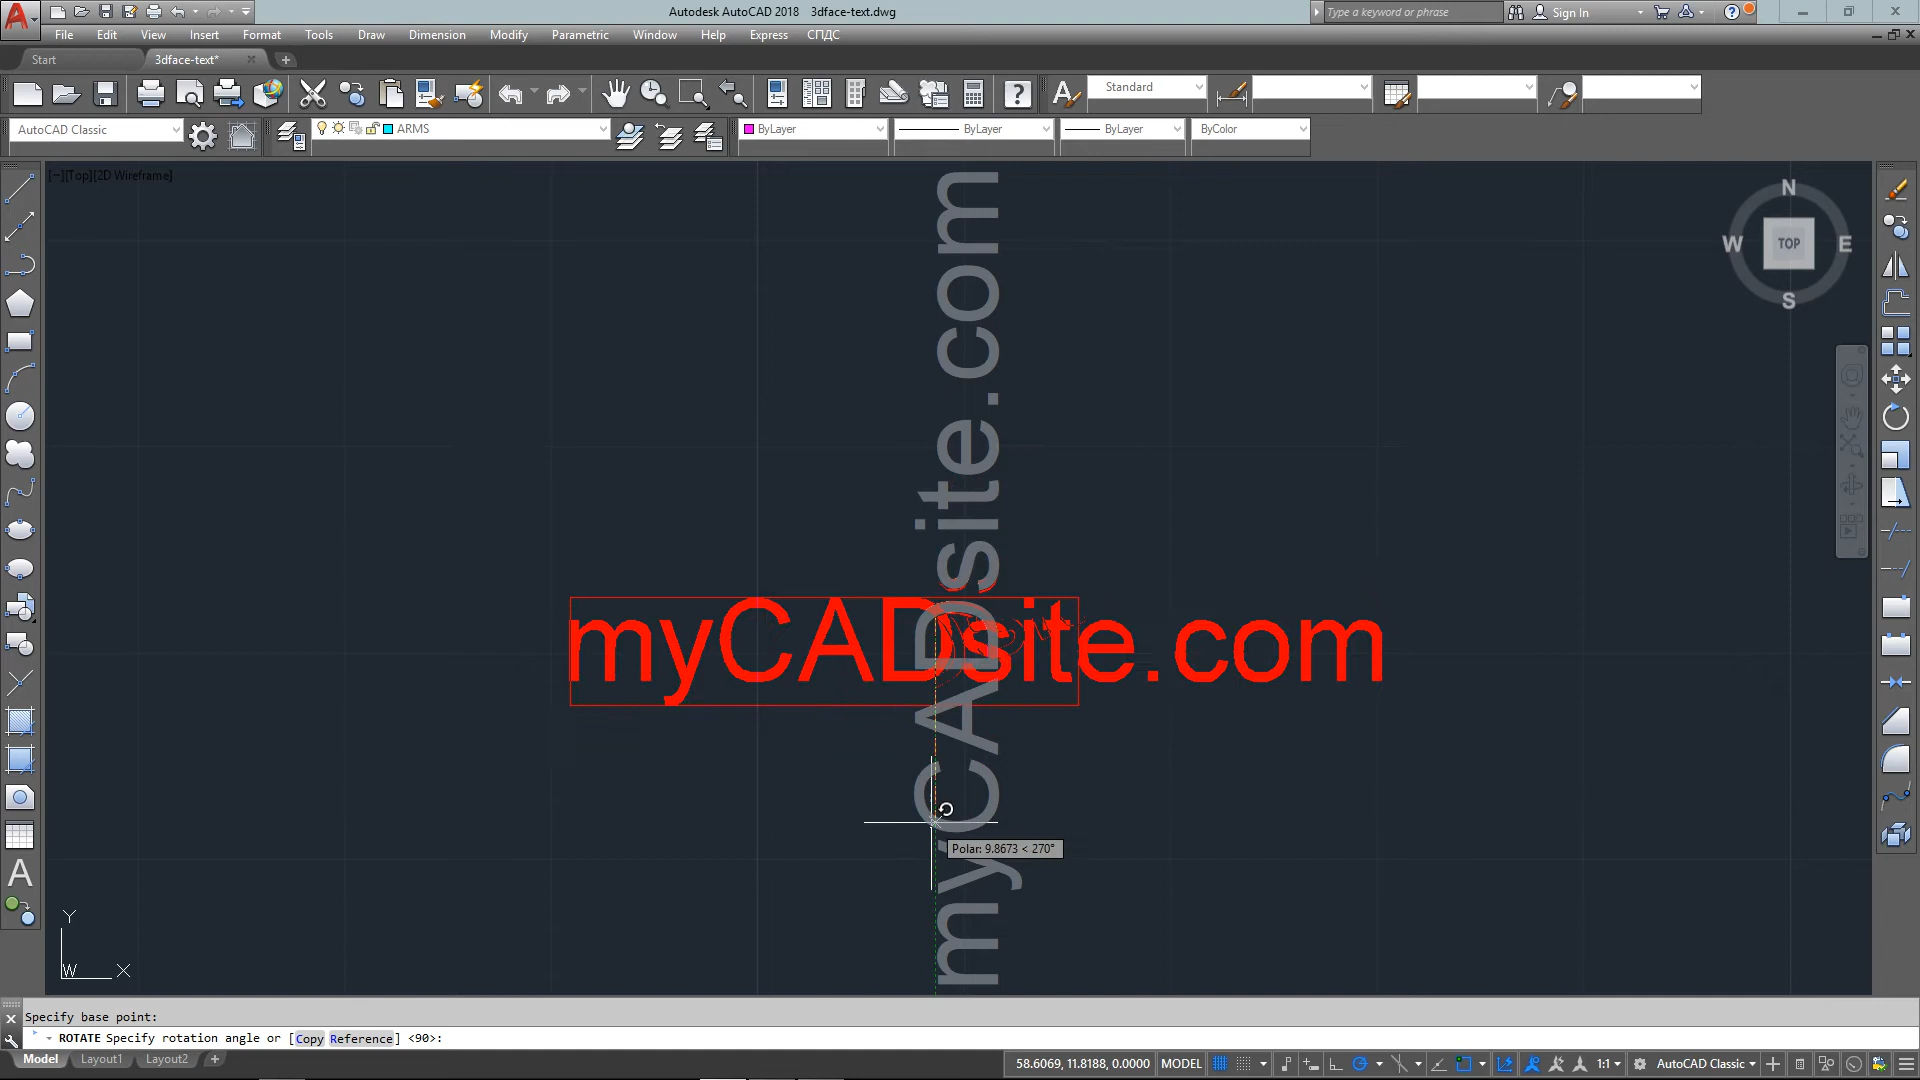 Autodesk AutoCAD 2018   3dface-text.dwg
Type a keyword or phrase
Sign In
File Edit View Insert Format Tools Draw Dimension Modify Parametric Window Help Express СПДС
Start
3dface-text*
Standard
AutoCAD Classic
ARMS
ByLayer
ByLayer
ByLayer
ByColor
[−][Top][2D Wireframe]
N
W
TOP
E
S
myCADsite.com
myCADsite.com
Polar: 9.8673 < 270°
Y
W
X
A
Specify base point:
ROTATE Specify rotation angle or [Copy Reference] <90>:
Model Layout1 Layout2
58.6069, 11.8188, 0.0000 MODEL
1:1
AutoCAD Classic